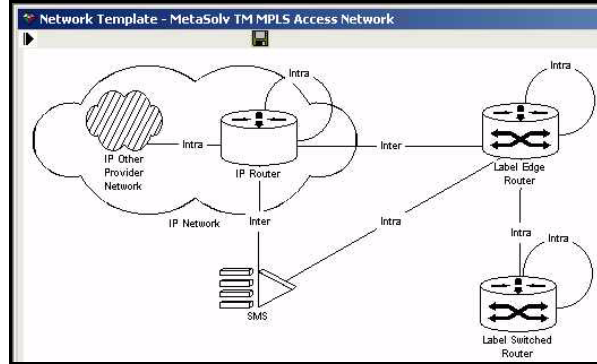 Network Template - MetaSolv TM MPLS Access Network
Intra
Intra
IP Other
Provider
Network
Intra
IP Router
Inter
Label Edge
Router
IP Network
Inter
Intra
Intra
Intra
SMS
Label Switched
Router